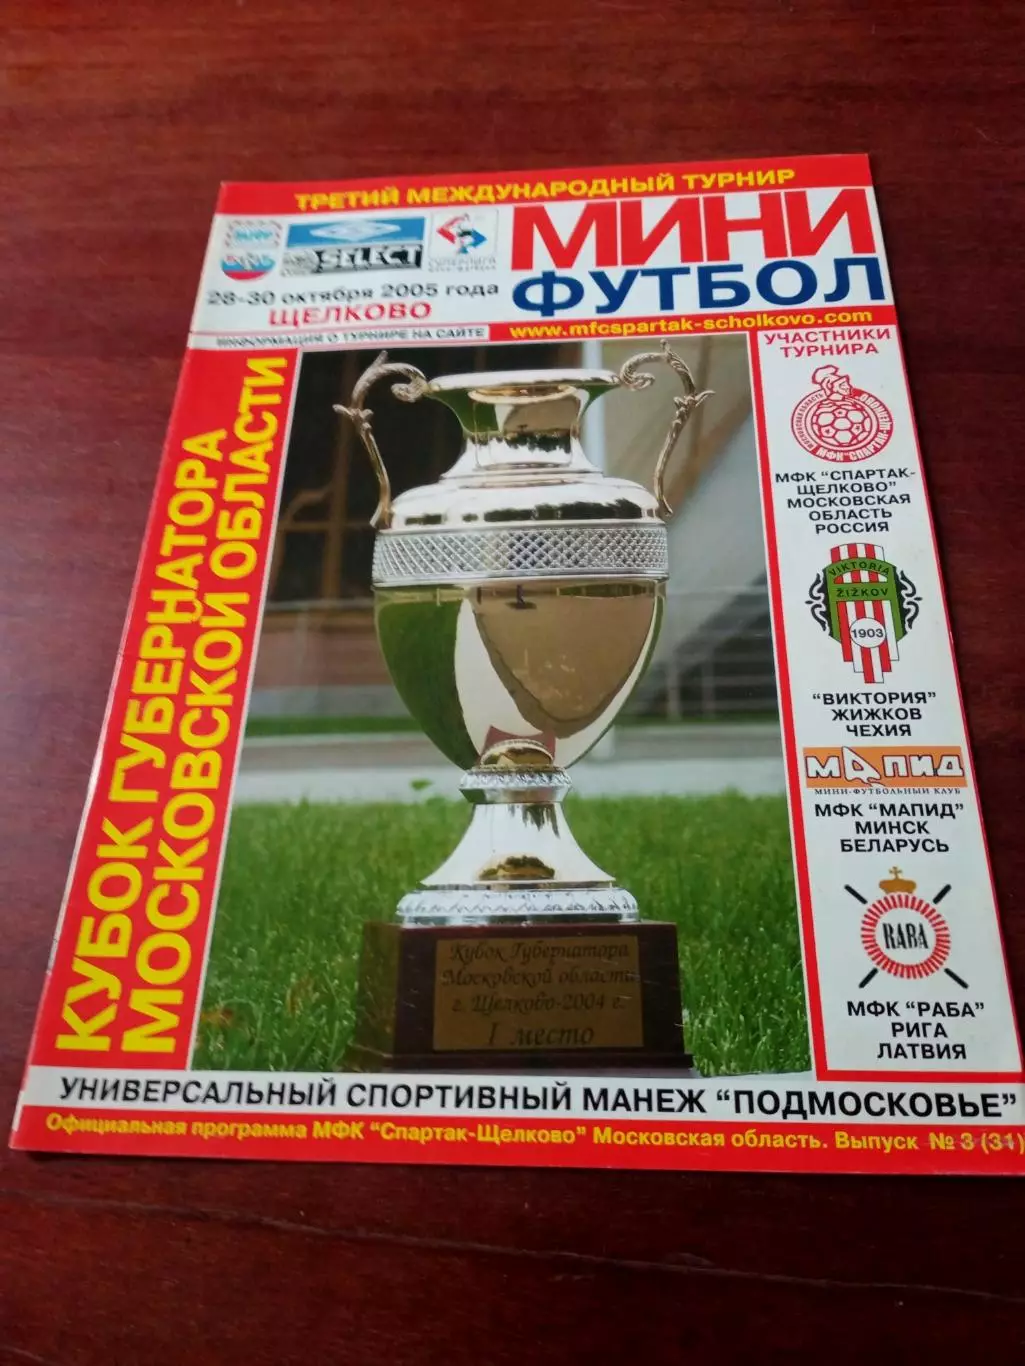 ТРЕТИЙ МЕЖДУНАРОДНЫЙ ТУРНИР
SELECT
СУПЕРЛИГА
МИНИ
ФУТБОЛ
28-30 октября 2005 года
ЩЕЛКОВО
ИНФОРМАЦИЯ О ТУРНИРЕ НА САЙТЕ
www.mfcspartak-scholkovo.com
КУБОК ГУБЕРНАТОРА
МОСКОВСКОЙ ОБЛАСТИ
УЧАСТНИКИ
ТУРНИРА
МФК "СПАРТАК-
ЩЕЛКОВО"
МОСКОВСКАЯ
ОБЛАСТЬ
РОССИЯ
VIKTORIA
ŽIŽKOV
1903
"ВИКТОРИЯ"
ЖИЖКОВ
ЧЕХИЯ
МАПИД
МИНИ-ФУТБОЛЬНЫЙ КЛУБ
МФК "МАПИД"
МИНСК
БЕЛАРУСЬ
RABA
МФК "РАБА"
РИГА
ЛАТВИЯ
Кубок Губернатора
Московской области
г. Щелково-2004 г.
I место
УНИВЕРСАЛЬНЫЙ СПОРТИВНЫЙ МАНЕЖ "ПОДМОСКОВЬЕ"
Официальная программа МФК "Спартак-Щелково" Московская область. Выпуск № 3 (31)